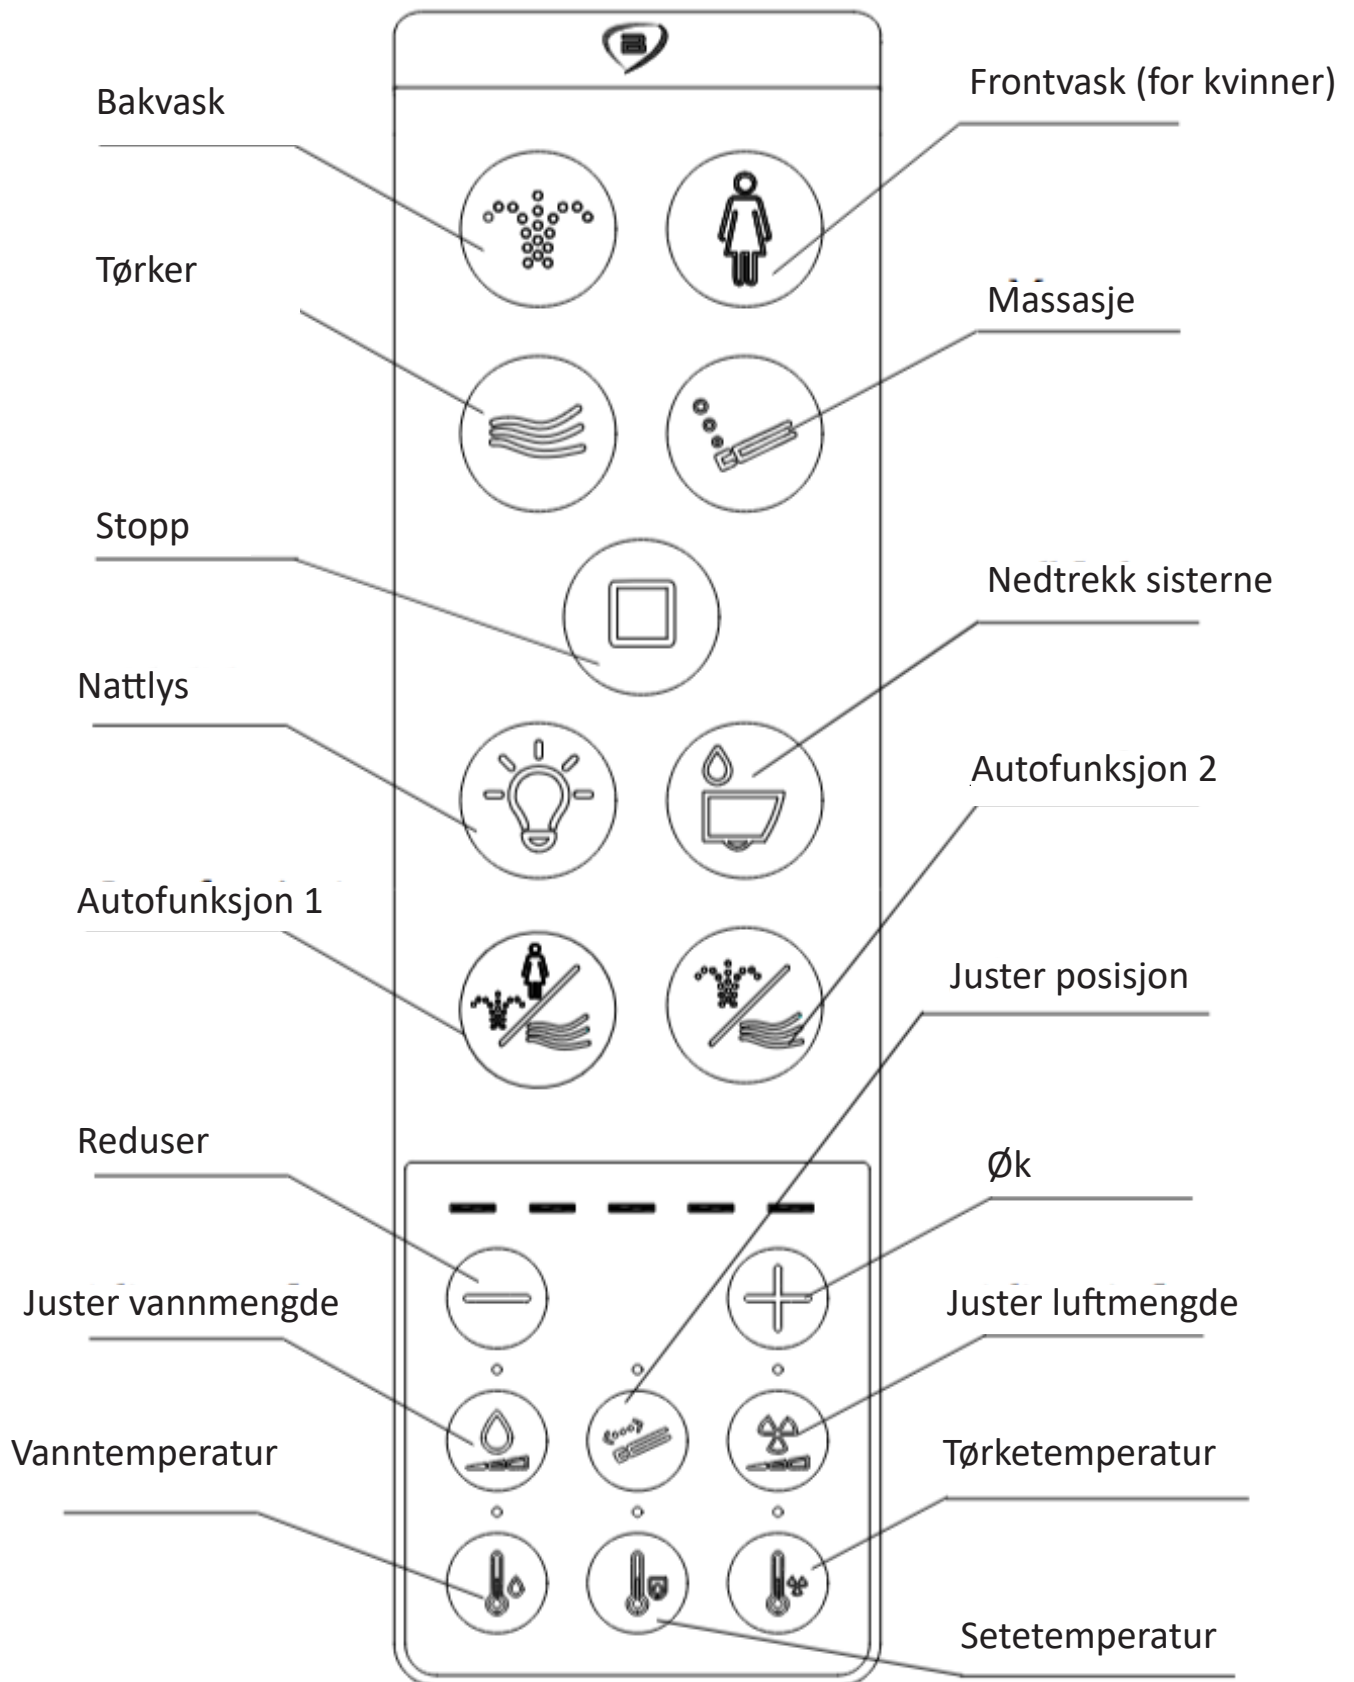 B
Bakvask
Frontvask (for kvinner)
Tørker
Massasje
Stopp
Nedtrekk sisterne
Nattlys
Autofunksjon 2
Autofunksjon 1
Juster posisjon
Reduser
Øk
Juster vannmengde
Juster luftmengde
Vanntemperatur
Tørketemperatur
Setetemperatur